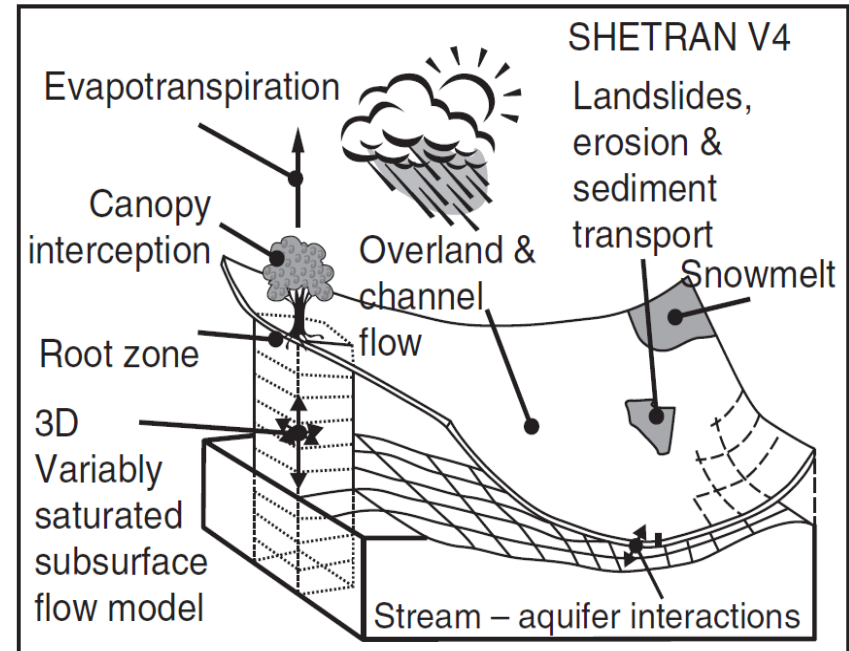 SHETRAN V4
Evapotranspiration
Landslides,
erosion &
sediment
transport
Canopy
interception
Overland &
channel
flow
Snowmelt
Root zone
3D
Variably
saturated
subsurface
flow model
Stream – aquifer interactions